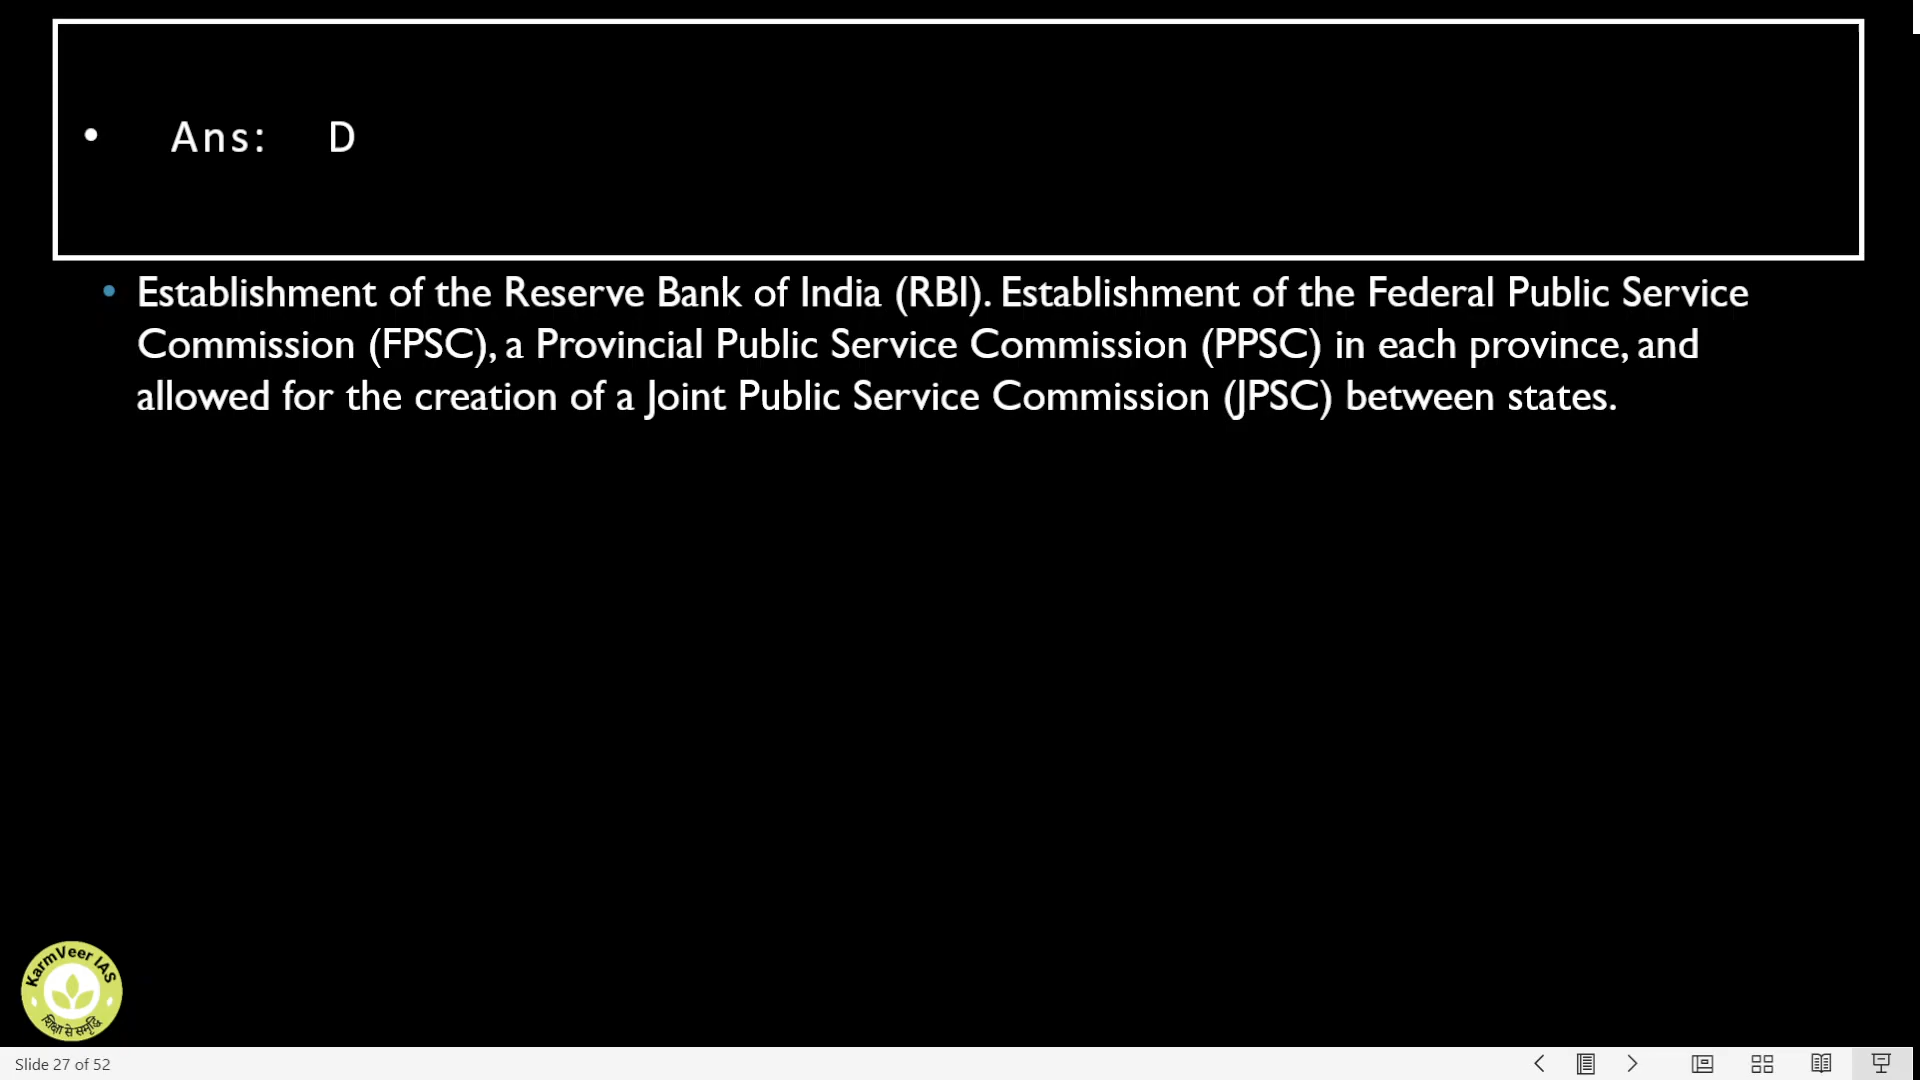 • Ans: D
• Establishment of the Reserve Bank of India (RBI). Establishment of the Federal Public Service
Commission (FPSC), a Provincial Public Service Commission (PPSC) in each province, and
allowed for the creation of a Joint Public Service Commission (JPSC) between states.
KarmVeer IAS
शिक्षा से समृद्धि
Slide 27 of 52